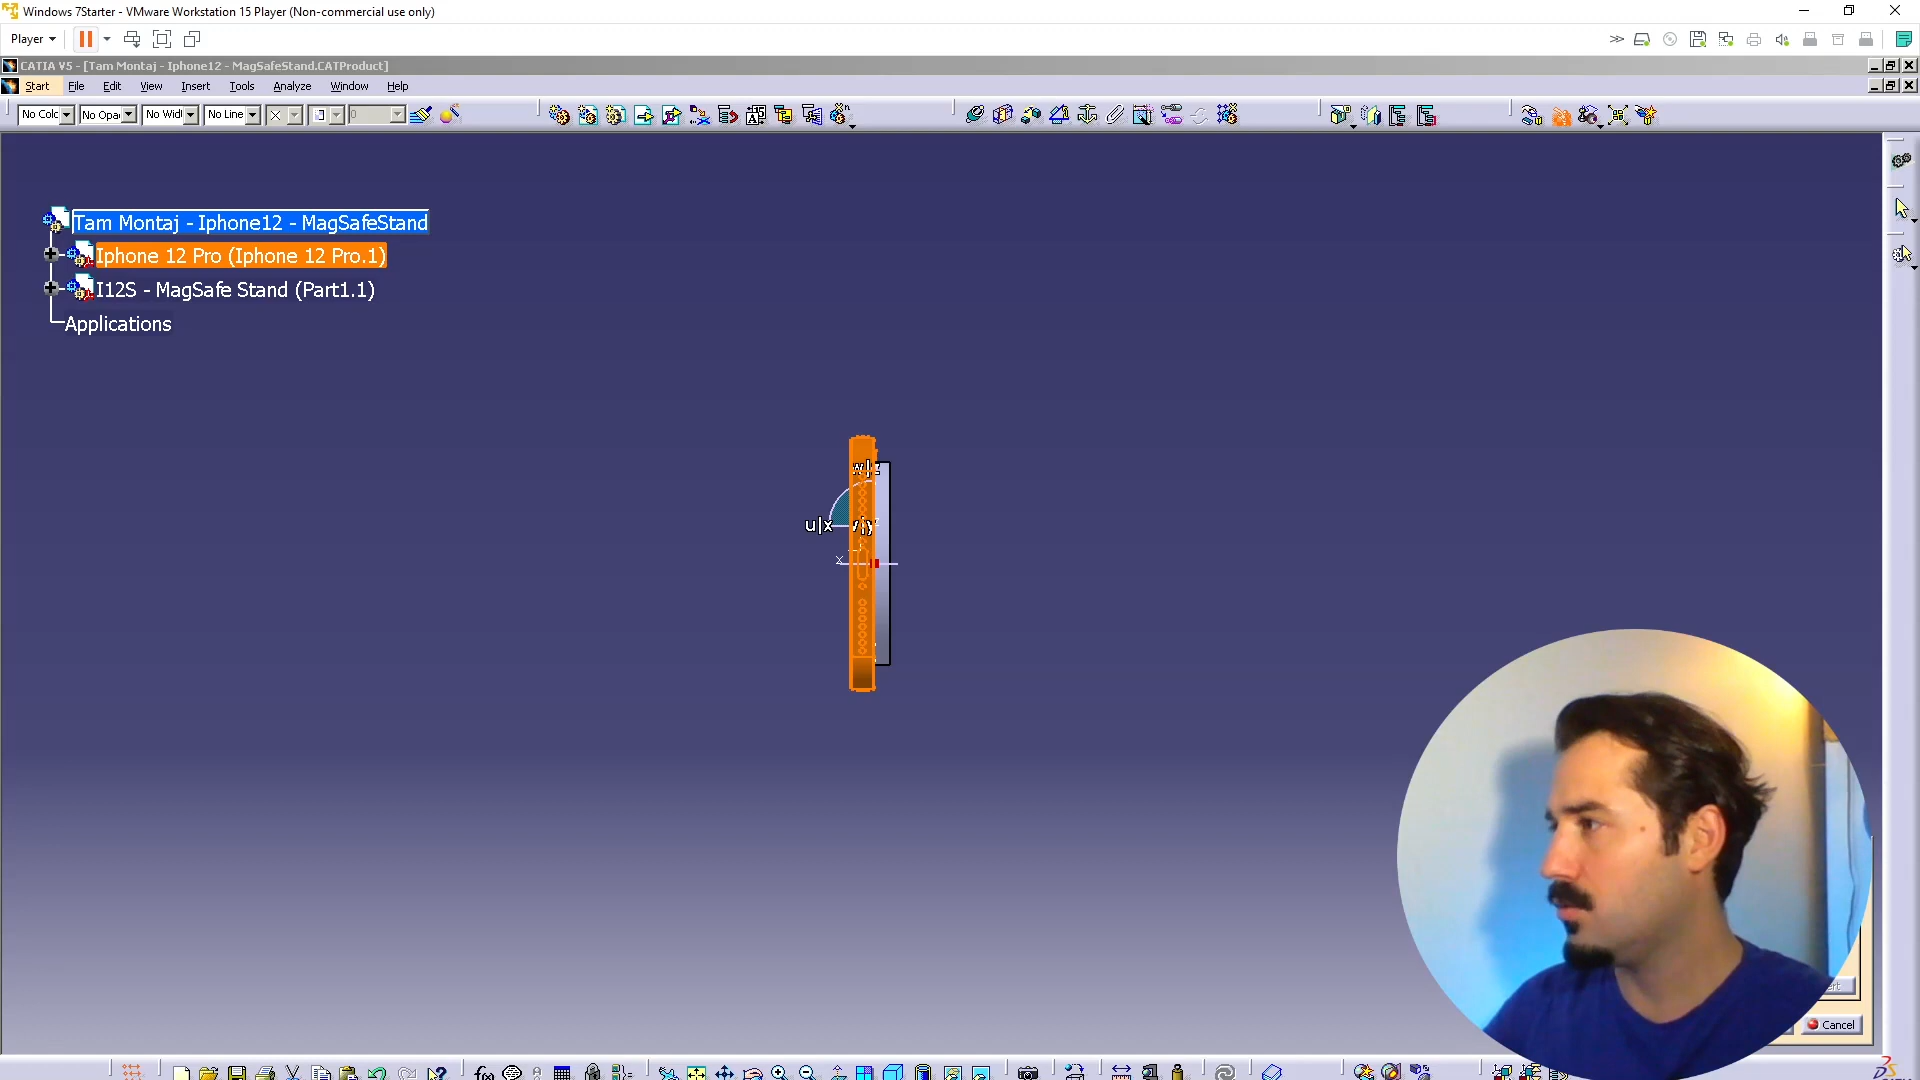 Windows 7Starter - VMware Workstation 15 Player (Non-commercial use only)
Player
CATIA V5 - [Tam Montaj - Iphone12 - MagSafeStand.CATProduct]
Start File Edit View Insert Tools Analyze Window Help
No Colc No Opa No Widt No Line 0
Tam Montaj - Iphone12 - MagSafeStand
Iphone 12 Pro (Iphone 12 Pro.1)
I12S - MagSafe Stand (Part1.1)
Applications
w|z
u|x v|y
x
Cancel